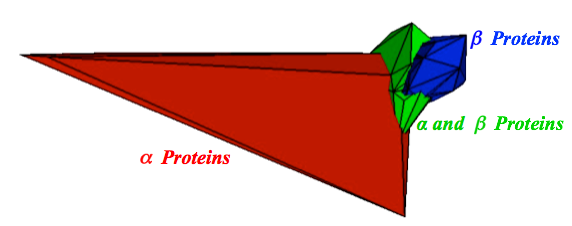 β Proteins
α and β Proteins
α Proteins